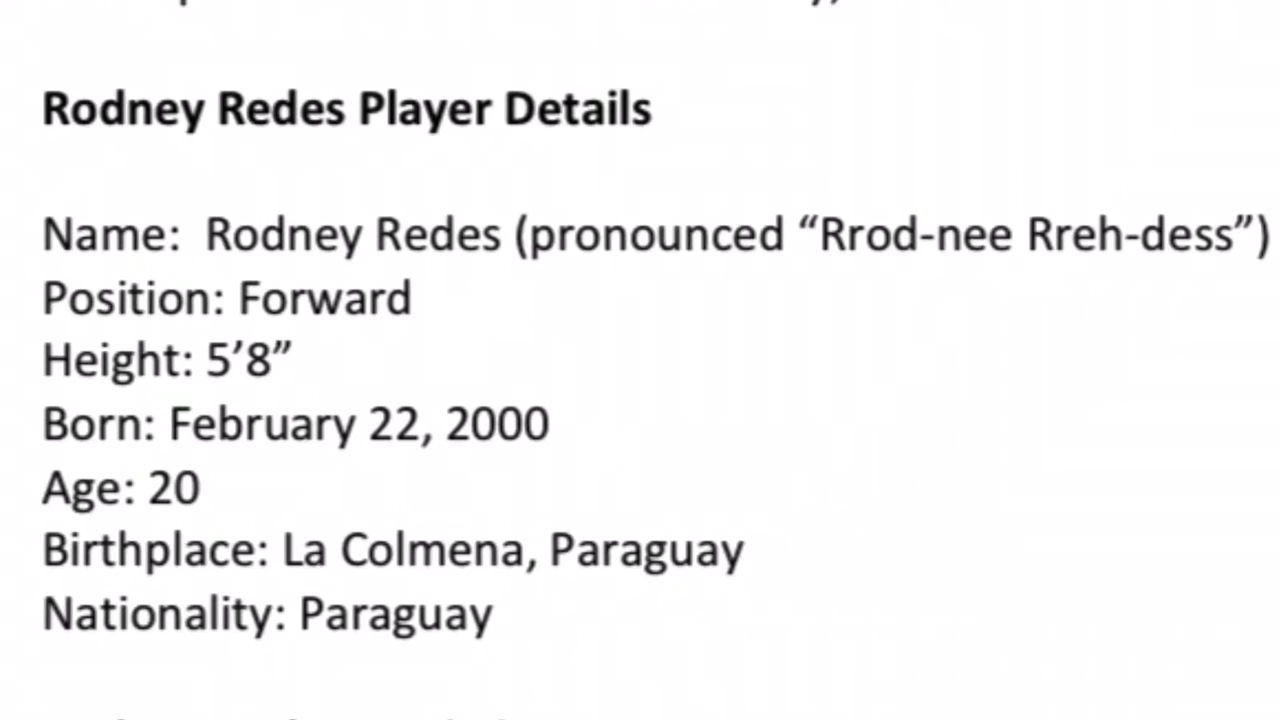 Rodney Redes Player Details
Name:  Rodney Redes (pronounced “Rrod-nee Rreh-dess”)
Position: Forward
Height: 5’8”
Born: February 22, 2000
Age: 20
Birthplace: La Colmena, Paraguay
Nationality: Paraguay